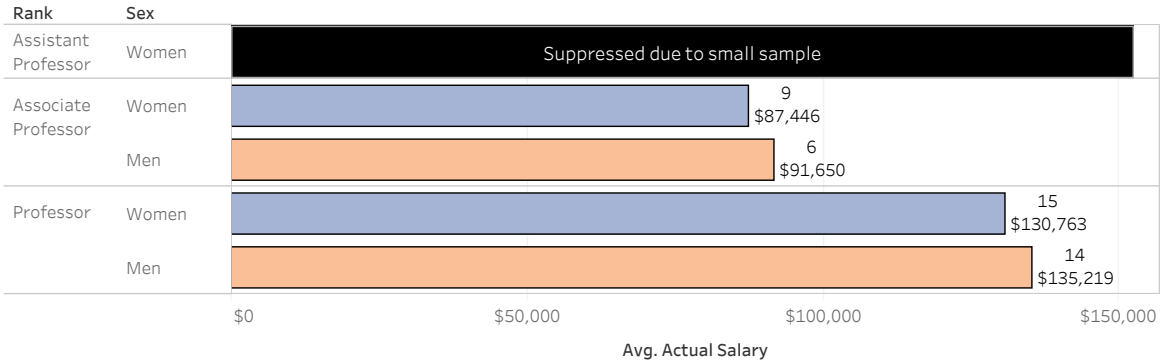 Rank Sex
Assistant
Professor
Women
Suppressed due to small sample
Associate
Professor
Women
9
$87,446
Men
6
$91,650
Professor
Women
15
$130,763
Men
14
$135,219
$0 $50,000 $100,000 $150,000
Avg. Actual Salary